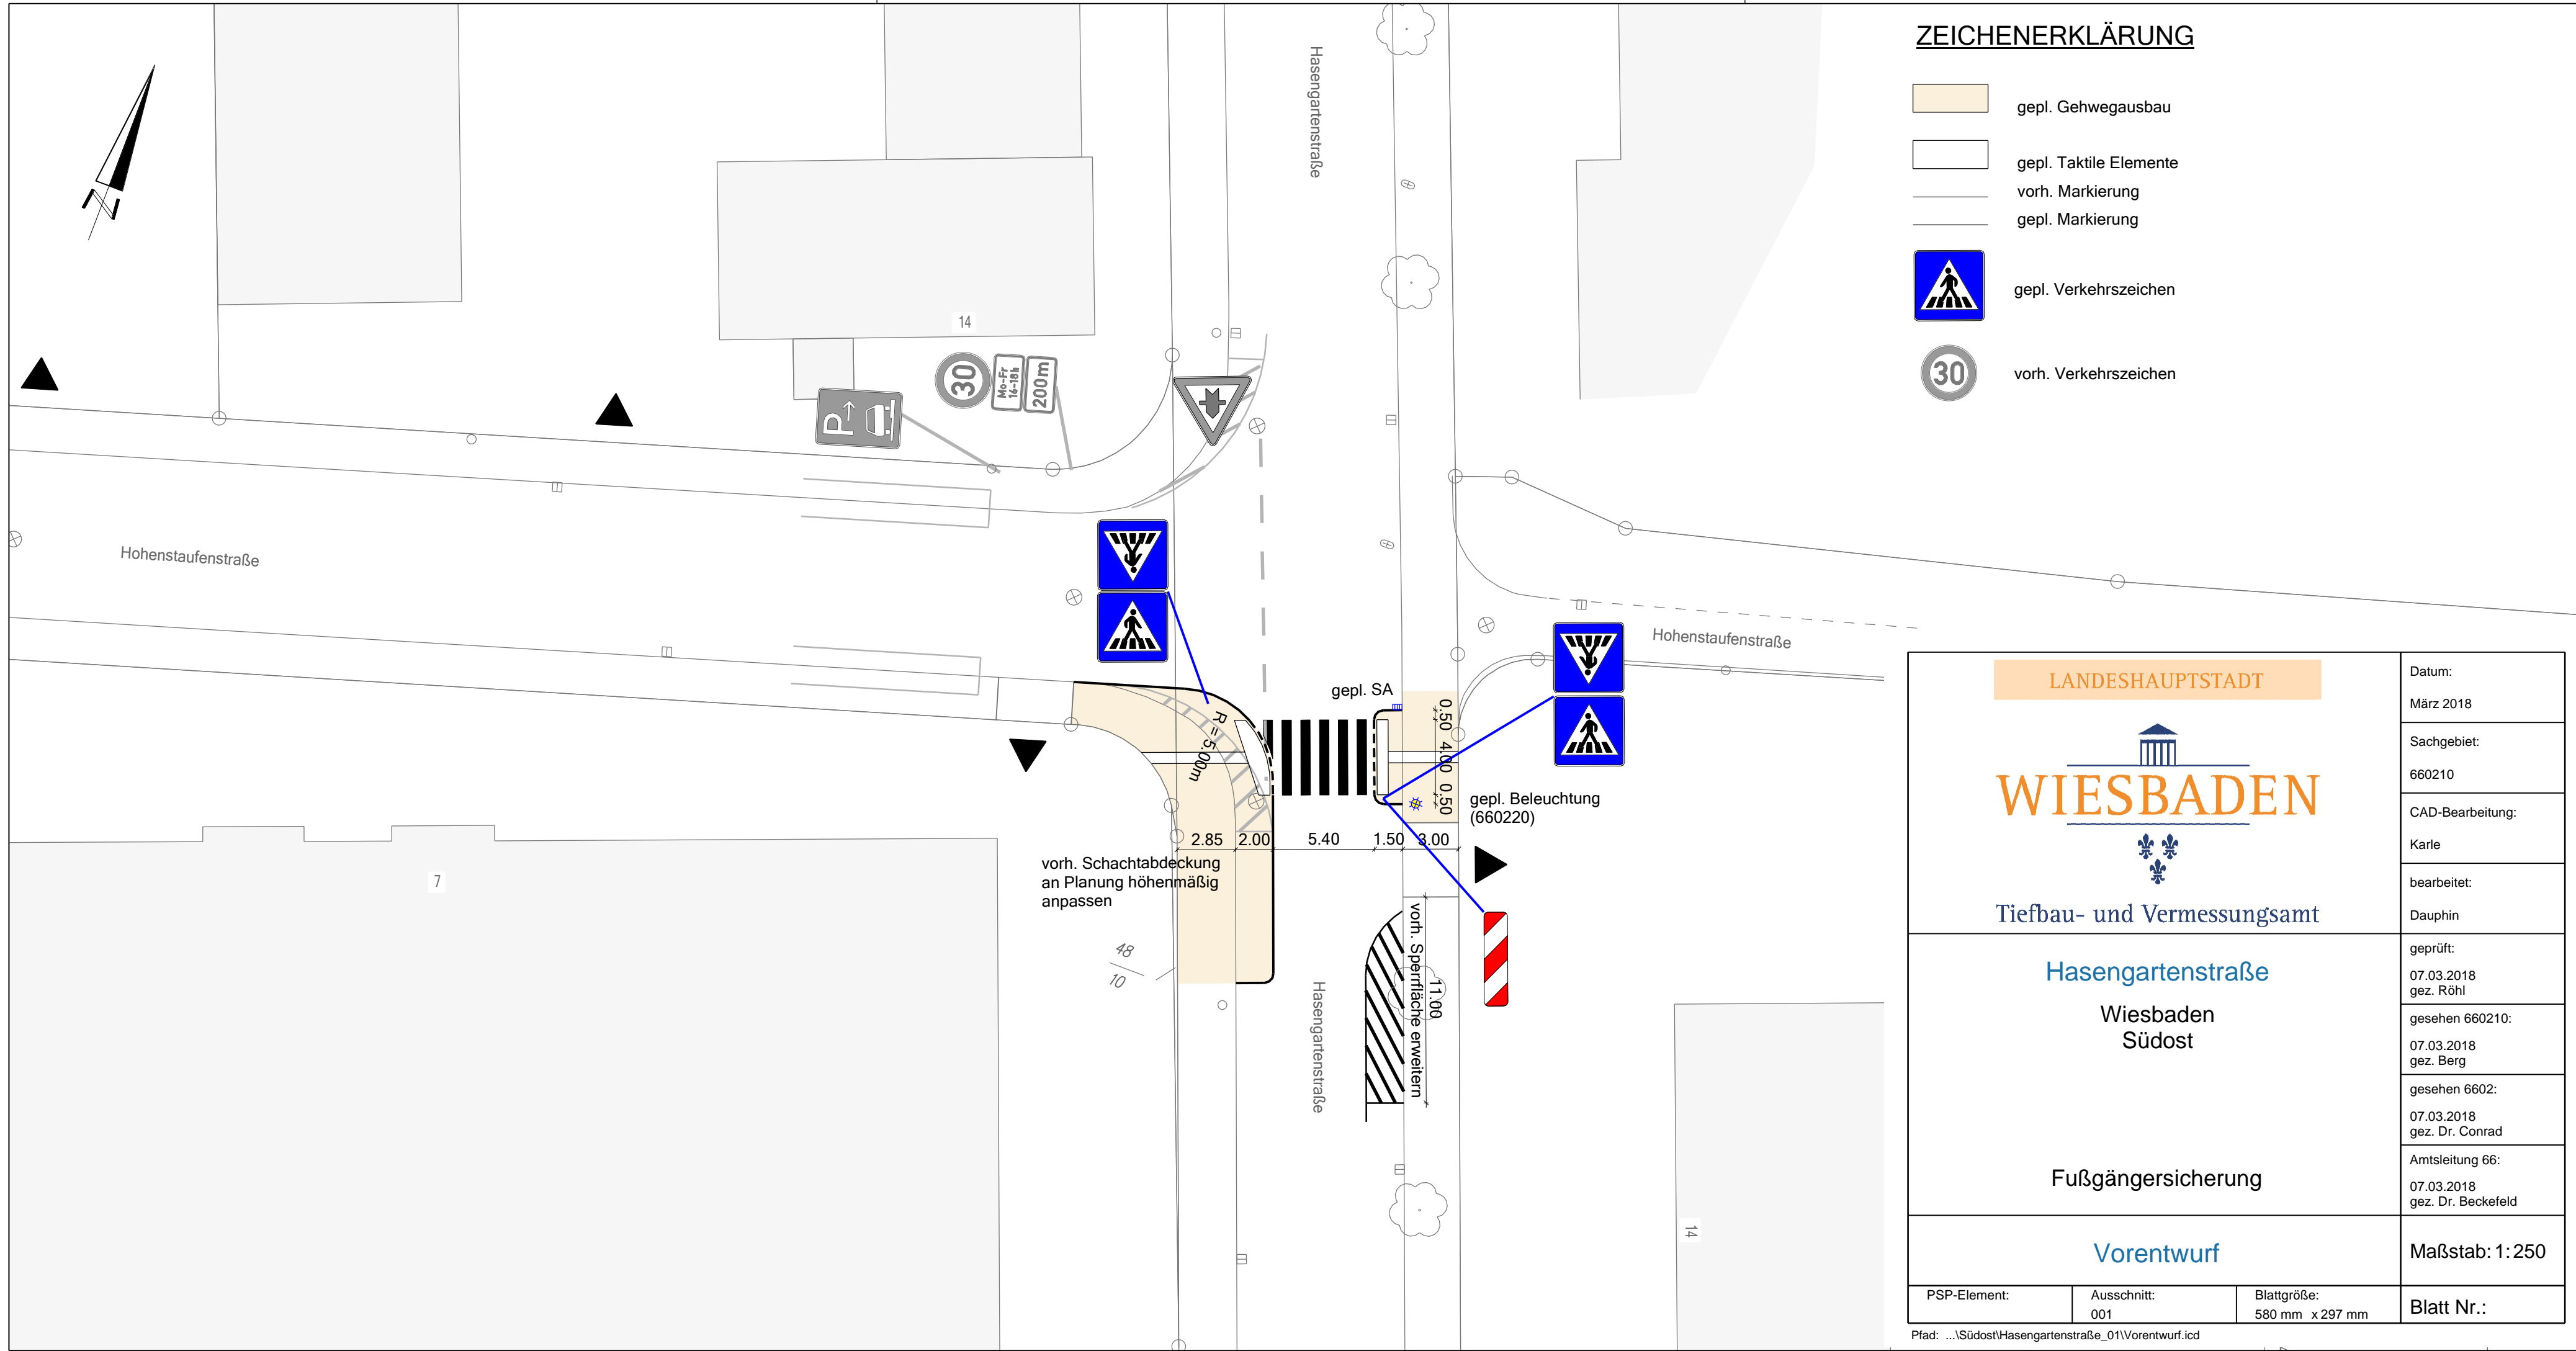 Hasengartenstraße
ZEICHENERKLÄRUNG
gepl. Gehwegausbau
gepl. Taktile Elemente
vorh. Markierung
gepl. Markierung
gepl. Verkehrszeichen
30
vorh. Verkehrszeichen
N
14
30
Mo-Fr
16-18h
200m
P
Hohenstaufenstraße
Hohenstaufenstraße
gepl. SA
R = 5.00m
0.50
4.00
0.50
gepl. Beleuchtung
(660220)
2.85
2.00
5.40
1.50
3.00
vorh. Schachtabdeckung
an Planung höhenmäßig
anpassen
7
48
10
vorh. Sperrfläche erweitern
11.00
Hasengartenstraße
14
LANDESHAUPTSTADT
WIESBADEN
Tiefbau- und Vermessungsamt
Hasengartenstraße
Wiesbaden
Südost
Fußgängersicherung
Vorentwurf
Datum:
März 2018
Sachgebiet:
660210
CAD-Bearbeitung:
Karle
bearbeitet:
Dauphin
geprüft:
07.03.2018
gez. Röhl
gesehen 660210:
07.03.2018
gez. Berg
gesehen 6602:
07.03.2018
gez. Dr. Conrad
Amtsleitung 66:
07.03.2018
gez. Dr. Beckefeld
Maßstab: 1: 250
PSP-Element:
Ausschnitt:
001
Blattgröße:
580 mm x 297 mm
Blatt Nr.:
Pfad: ...\Südost\Hasengartenstraße_01\Vorentwurf.icd